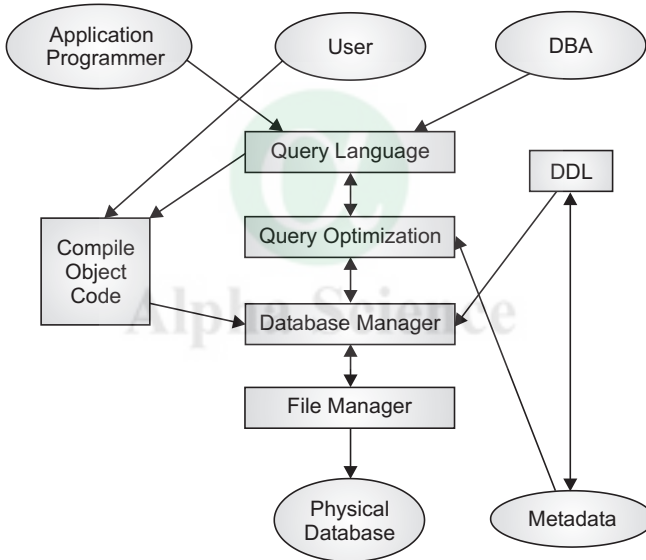 Application
Programmer
User
DBA
Query Language
DDL
Compile
Object
Code
Query Optimization
Alpha Science
Database Manager
File Manager
Physical
Database
Metadata